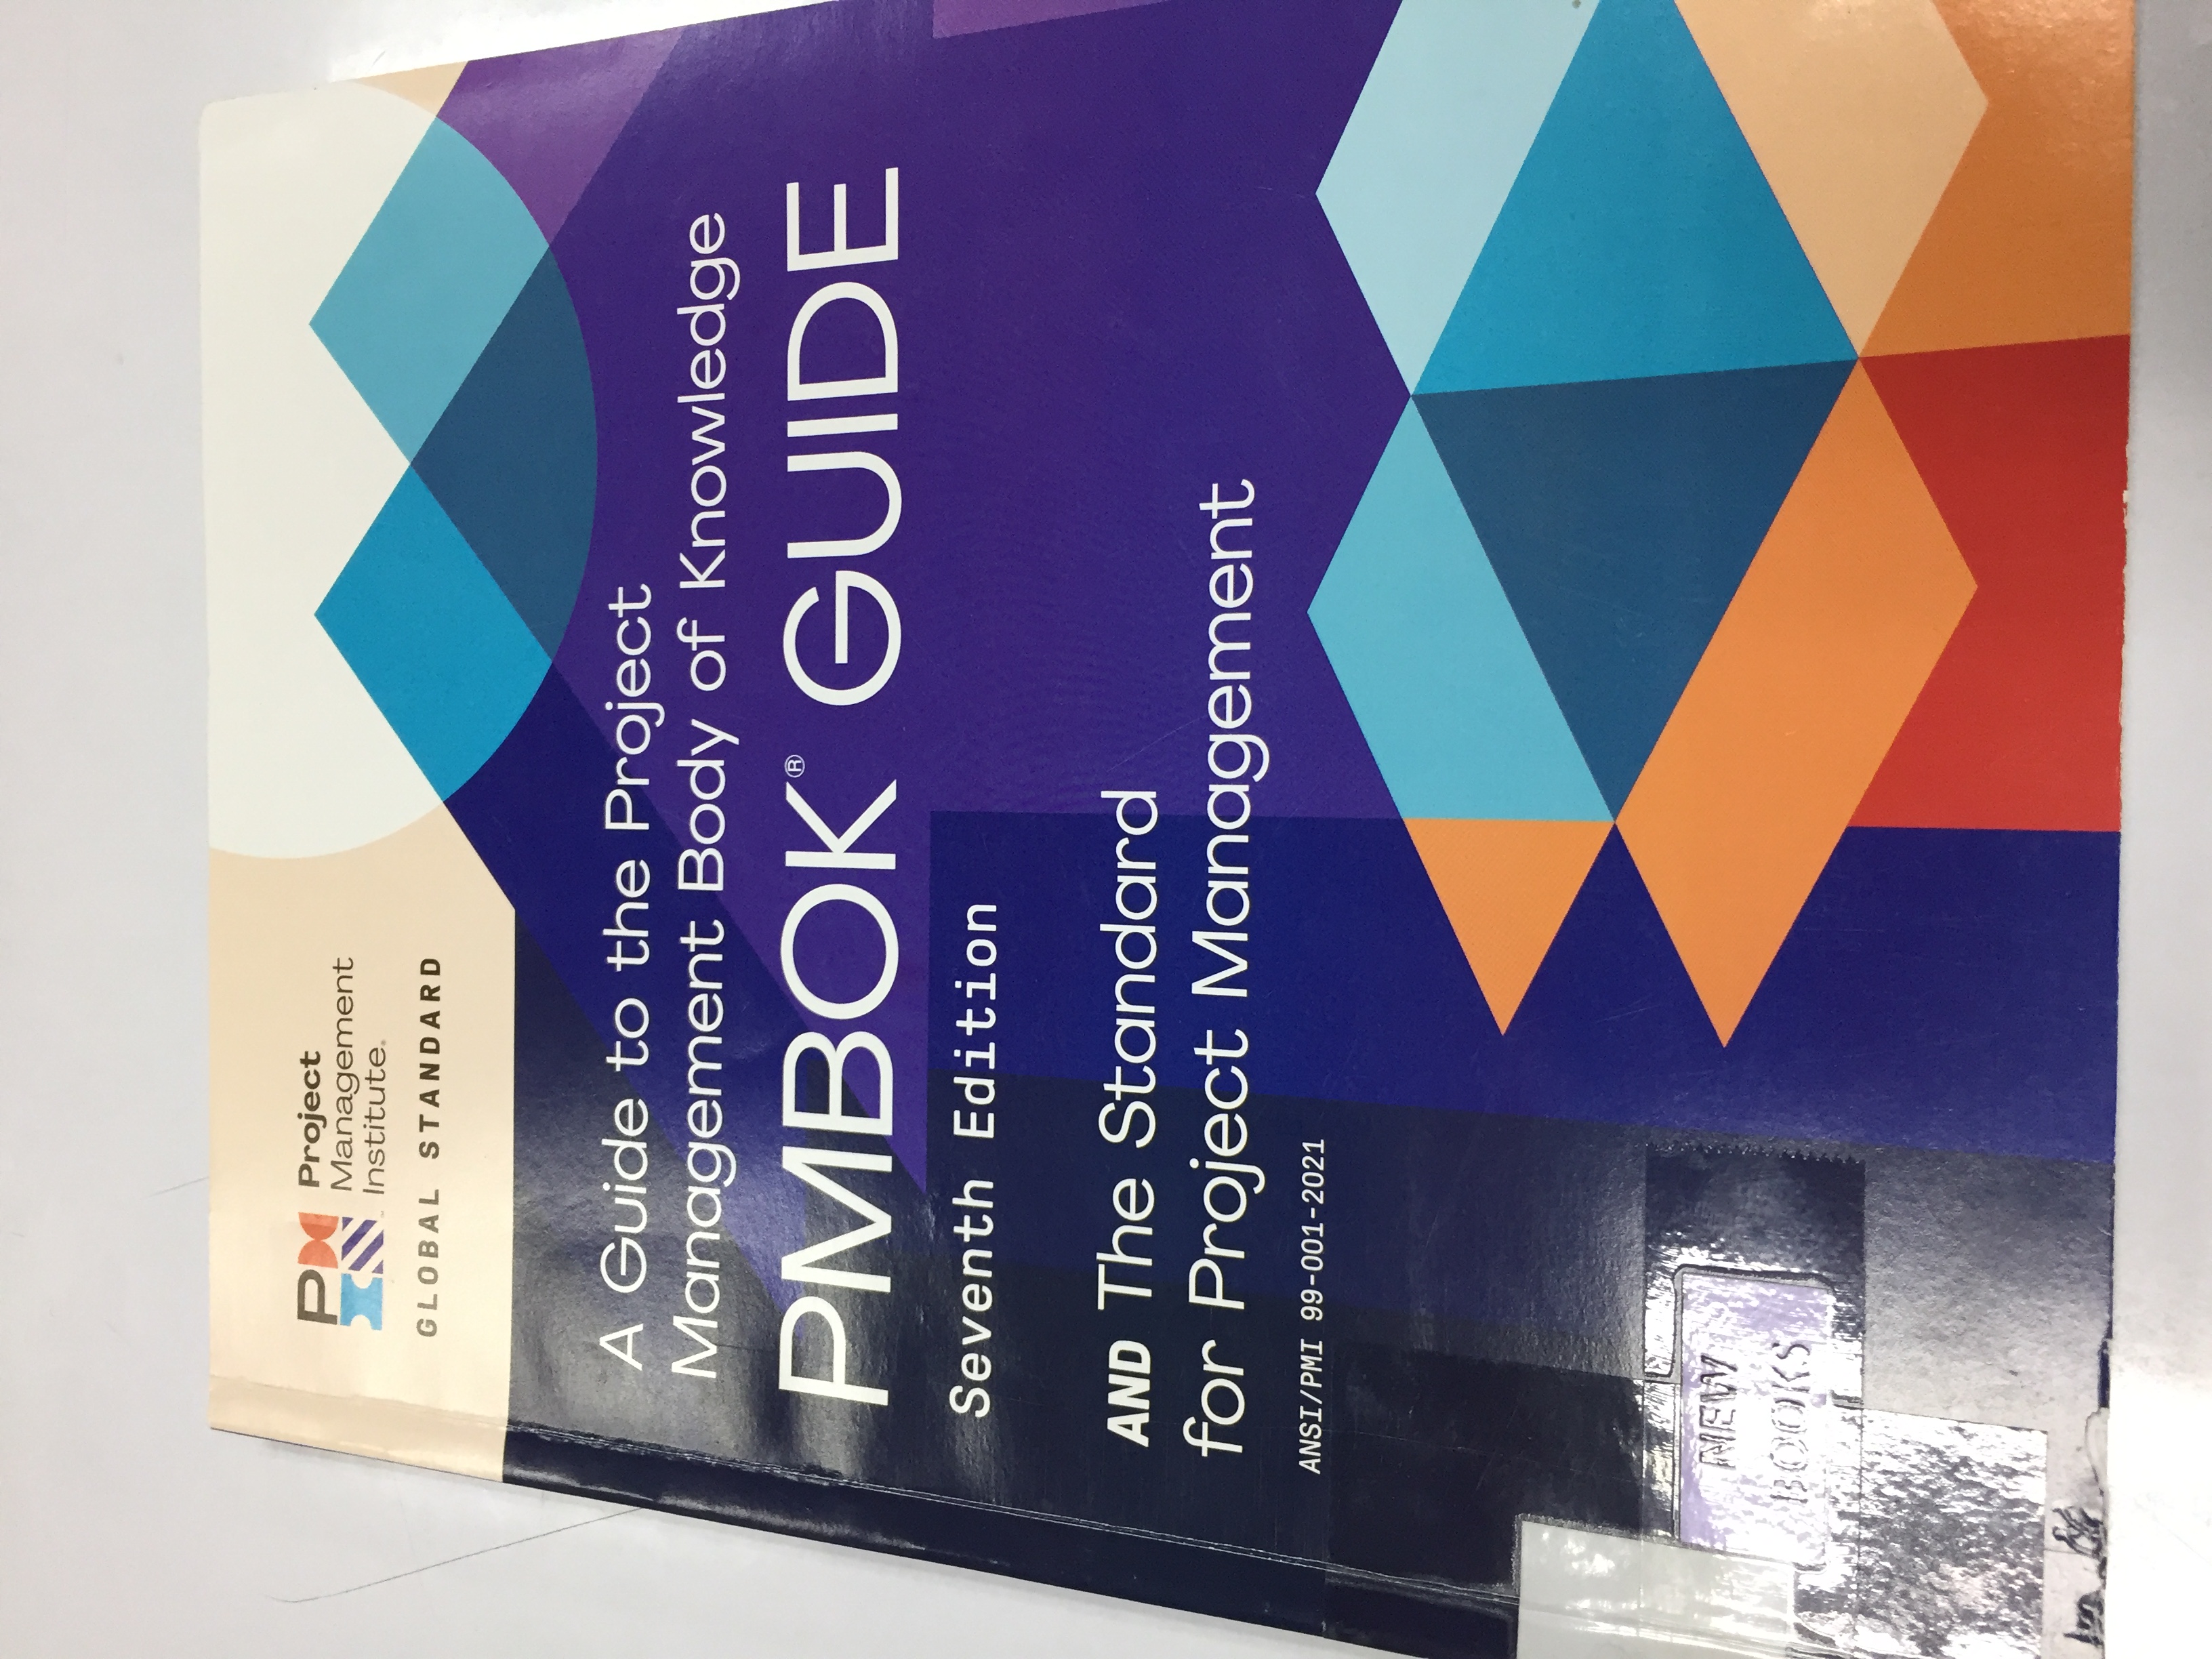 PM
Project
Management
Institute.
GLOBAL STANDARD
A Guide to the Project
Management Body of Knowledge
PMBOK® GUIDE
Seventh Edition
AND The Standard
for Project Management
ANSI/PMI 99-001-2021
NEW
BOOKS